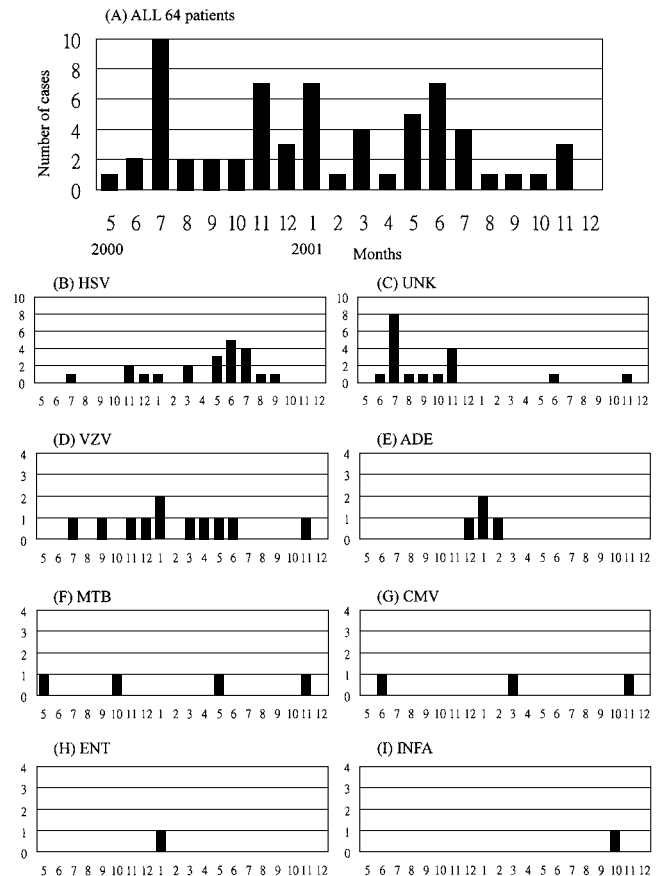 (A) ALL 64 patients
Number of cases
10
8
6
4
2
0
5 6 7 8 9 10 11 12 1 2 3 4 5 6 7 8 9 10 11 12
2000 2001 Months
(B) HSV
10
8
6
4
2
0
5 6 7 8 9 10 11 12 1 2 3 4 5 6 7 8 9 10 11 12
(C) UNK
10
8
6
4
2
0
5 6 7 8 9 10 11 12 1 2 3 4 5 6 7 8 9 10 11 12
(D) VZV
4
3
2
1
0
5 6 7 8 9 10 11 12 1 2 3 4 5 6 7 8 9 10 11 12
(E) ADE
4
3
2
1
0
5 6 7 8 9 10 11 12 1 2 3 4 5 6 7 8 9 10 11 12
(F) MTB
4
3
2
1
0
5 6 7 8 9 10 11 12 1 2 3 4 5 6 7 8 9 10 11 12
(G) CMV
4
3
2
1
0
5 6 7 8 9 10 11 12 1 2 3 4 5 6 7 8 9 10 11 12
(H) ENT
4
3
2
1
0
5 6 7 8 9 10 11 12 1 2 3 4 5 6 7 8 9 10 11 12
(I) INFA
4
3
2
1
0
5 6 7 8 9 10 11 12 1 2 3 4 5 6 7 8 9 10 11 12